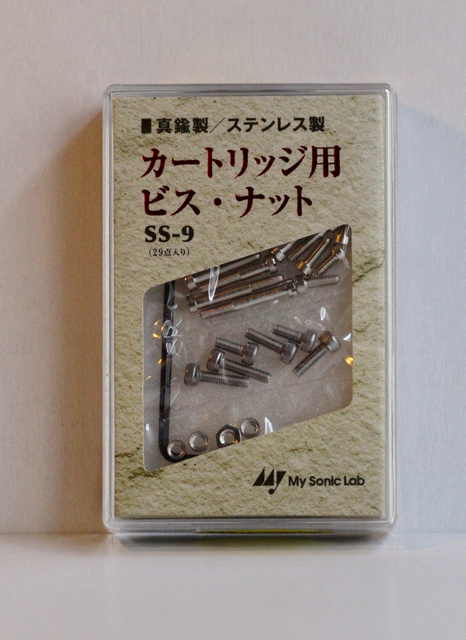 ■真鍮製／ステンレス製
カートリッジ用
ビス・ナット
SS-9
（29点入り）
My Sonic Lab